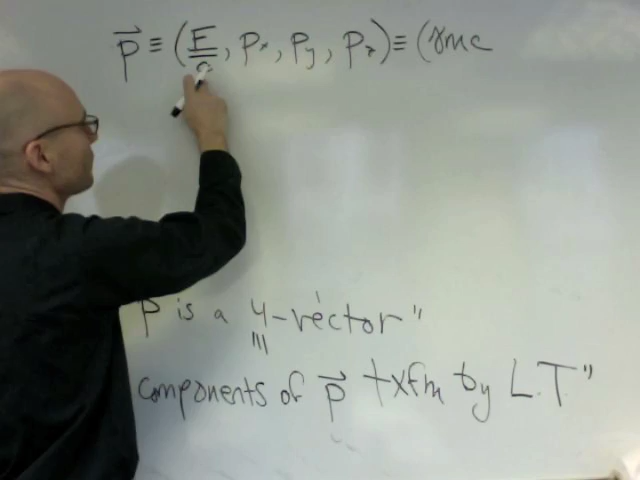 p⃗ ≡ (E/c, Px, Py, Pz) ≡ (γmc
P is a 4-vector"
≡
components of p⃗ txfm by L.T."